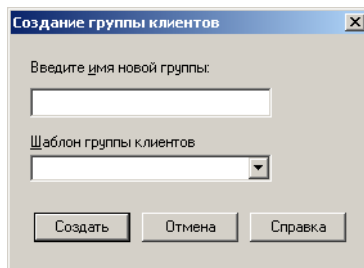 Создание группы клиентов
Введите имя новой группы:
Шаблон группы клиентов
Создать Отмена Справка